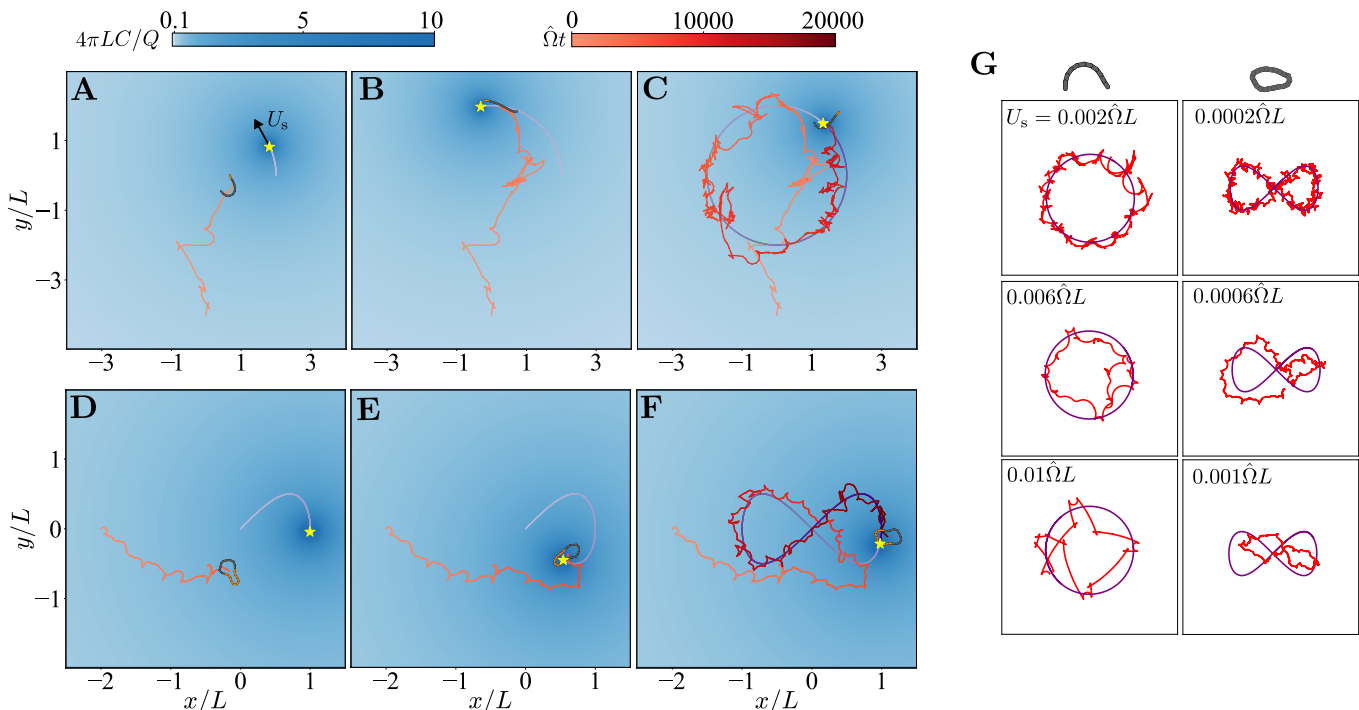 0.1 10
4πLC/Q
0 10000 20000
Ω̂t
A
U_s
B
C
y/L
1
−1
−3
−3 −1 1 3
−3 −1 1 3
−3 −1 1 3
D
E
F
y/L
1
0
−1
−2 −1 0 1
−2 −1 0 1
−2 −1 0 1
x/L
x/L
x/L
G
U_s = 0.002Ω̂L
0.0002Ω̂L
0.006Ω̂L
0.0006Ω̂L
0.01Ω̂L
0.001Ω̂L